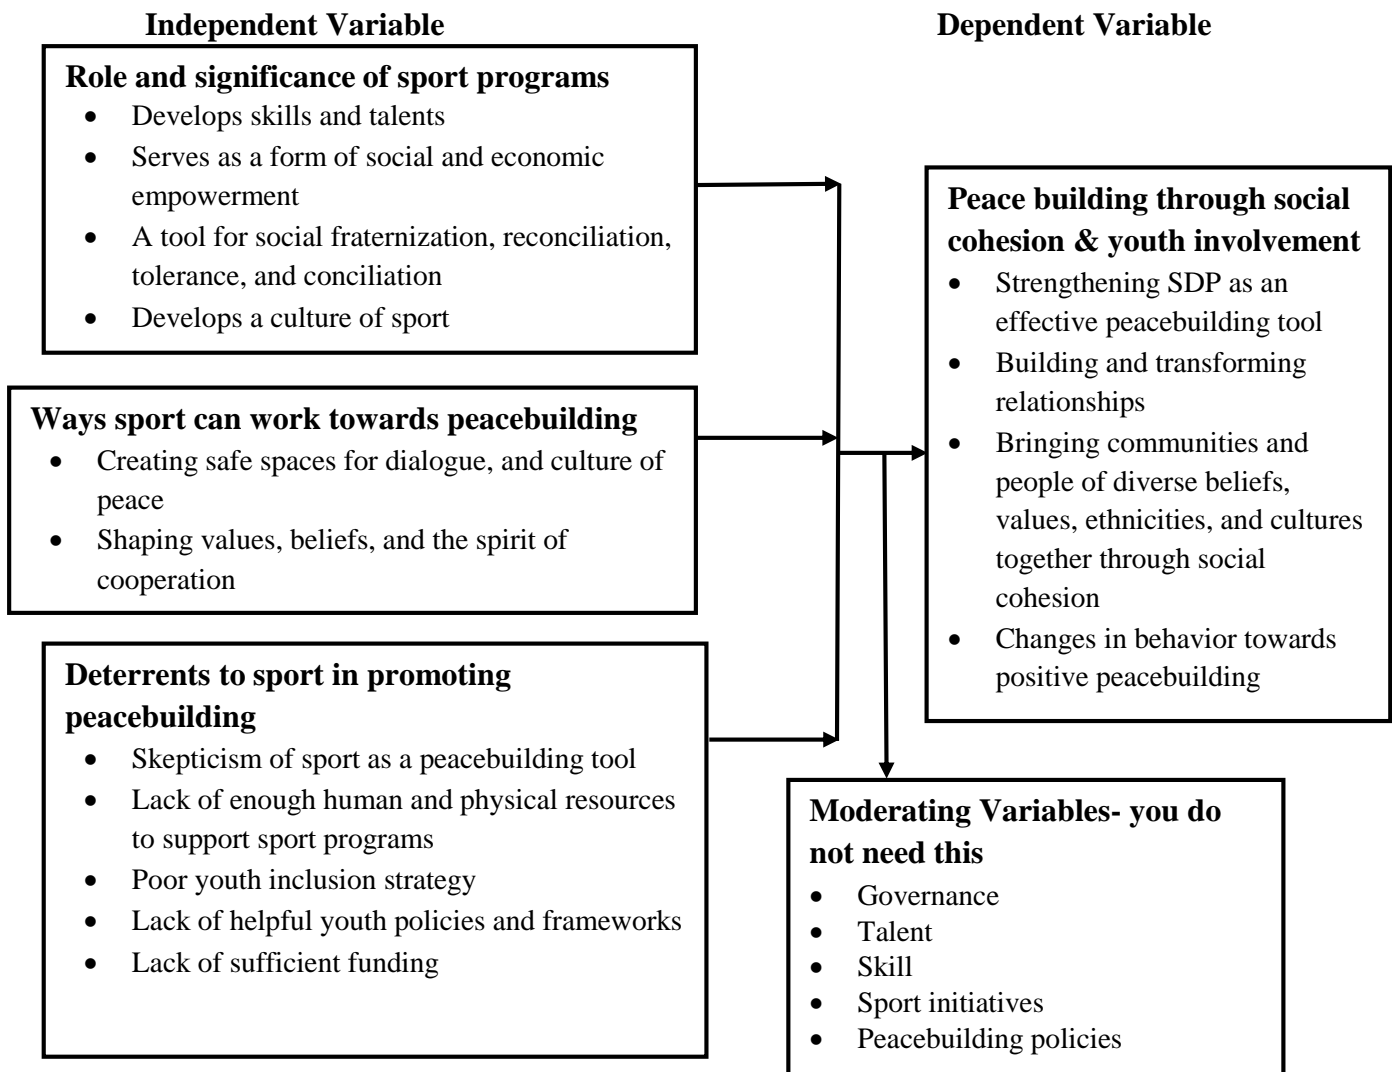 Independent Variable
Dependent Variable
Role and significance of sport programs
• Develops skills and talents
• Serves as a form of social and economic
empowerment
• A tool for social fraternization, reconciliation,
tolerance, and conciliation
• Develops a culture of sport
Ways sport can work towards peacebuilding
• Creating safe spaces for dialogue, and culture of
peace
• Shaping values, beliefs, and the spirit of
cooperation
Deterrents to sport in promoting
peacebuilding
• Skepticism of sport as a peacebuilding tool
• Lack of enough human and physical resources
to support sport programs
• Poor youth inclusion strategy
• Lack of helpful youth policies and frameworks
• Lack of sufficient funding
Peace building through social
cohesion & youth involvement
• Strengthening SDP as an
effective peacebuilding tool
• Building and transforming
relationships
• Bringing communities and
people of diverse beliefs,
values, ethnicities, and cultures
together through social
cohesion
• Changes in behavior towards
positive peacebuilding
Moderating Variables- you do
not need this
• Governance
• Talent
• Skill
• Sport initiatives
• Peacebuilding policies